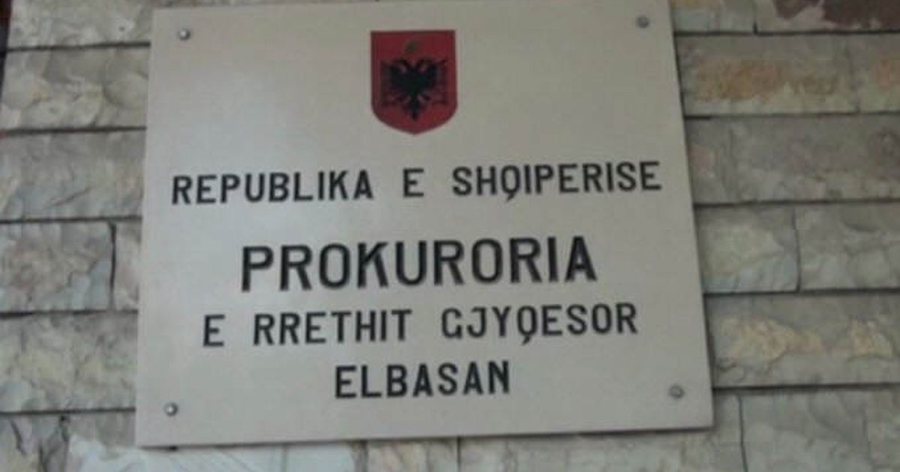 REPUBLIKA E SHQIPERISE
PROKURORIA
E RRETHIT GJYQESOR
ELBASAN